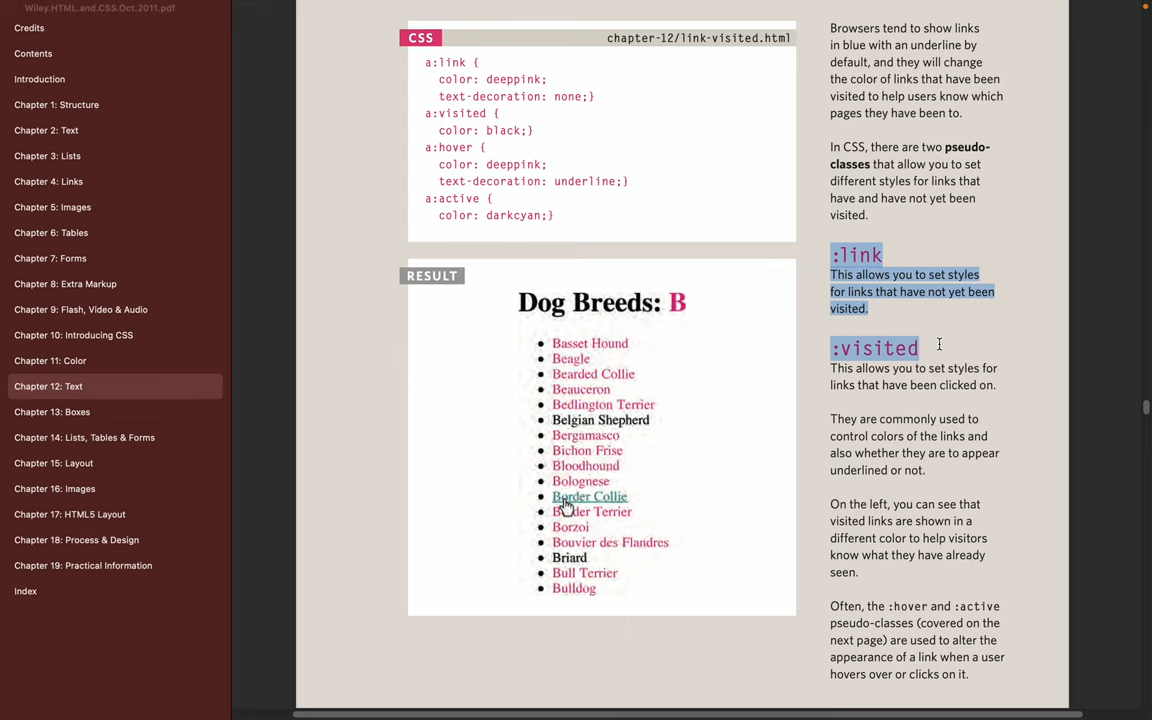 Wiley.HTML.and.CSS.Oct.2011.pdf
Credits
Contents
Introduction
Chapter 1: Structure
Chapter 2: Text
Chapter 3: Lists
Chapter 4: Links
Chapter 5: Images
Chapter 6: Tables
Chapter 7: Forms
Chapter 8: Extra Markup
Chapter 9: Flash, Video & Audio
Chapter 10: Introducing CSS
Chapter 11: Color
Chapter 12: Text
Chapter 13: Boxes
Chapter 14: Lists, Tables & Forms
Chapter 15: Layout
Chapter 16: Images
Chapter 17: HTML5 Layout
Chapter 18: Process & Design
Chapter 19: Practical Information
Index
CSS chapter-12/link-visited.html
a:link {
color: deeppink;
text-decoration: none;}
a:visited {
color: black;}
a:hover {
color: deeppink;
text-decoration: underline;}
a:active {
color: darkcyan;}
RESULT
Dog Breeds: B
Basset Hound
Beagle
Bearded Collie
Beauceron
Bedlington Terrier
Belgian Shepherd
Bergamasco
Bichon Frise
Bloodhound
Bolognese
Border Collie
Border Terrier
Borzoi
Bouvier des Flandres
Briard
Bull Terrier
Bulldog
Browsers tend to show links
in blue with an underline by
default, and they will change
the color of links that have been
visited to help users know which
pages they have been to.
In CSS, there are two pseudo-
classes that allow you to set
different styles for links that
have and have not yet been
visited.
:link
This allows you to set styles
for links that have not yet been
visited.
:visited
This allows you to set styles for
links that have been clicked on.
They are commonly used to
control colors of the links and
also whether they are to appear
underlined or not.
On the left, you can see that
visited links are shown in a
different color to help visitors
know what they have already
seen.
Often, the :hover and :active
pseudo-classes (covered on the
next page) are used to alter the
appearance of a link when a user
hovers over or clicks on it.